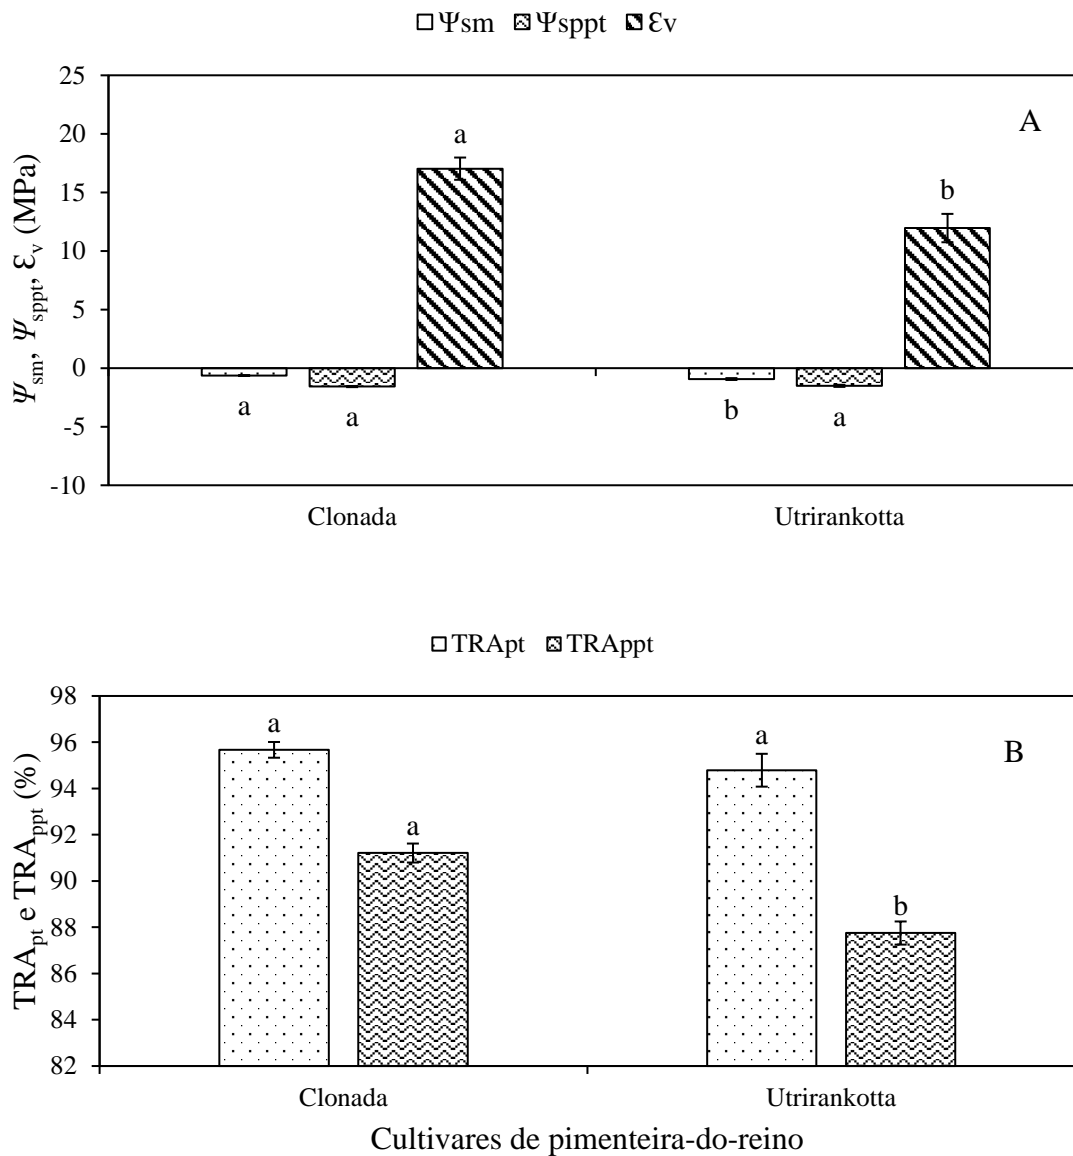 Ψsm Ψsppt Ɛv
25
20
15
10
5
0
-5
-10
Ψsm, Ψsppt, Ɛv (MPa)
A
a
b
a
a
b
a
Clonada Utrirankotta
TRApt TRAppt
98
96
94
92
90
88
86
84
82
TRApt e TRAppt (%)
B
a
a
a
b
Clonada Utrirankotta
Cultivares de pimenteira-do-reino